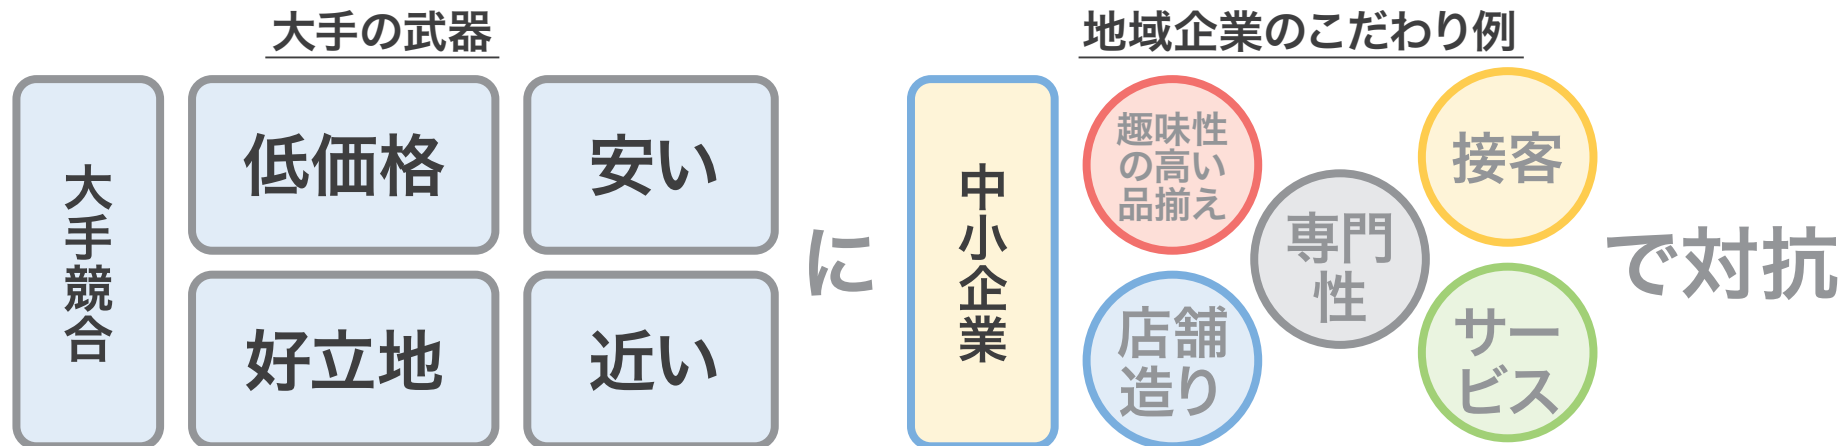 大手の武器
大手競合
低価格
安い
好立地
近い
に
地域企業のこだわり例
中小企業
趣味性
の高い
品揃え
接客
専門
性
店舗
造り
サー
ビス
で対抗